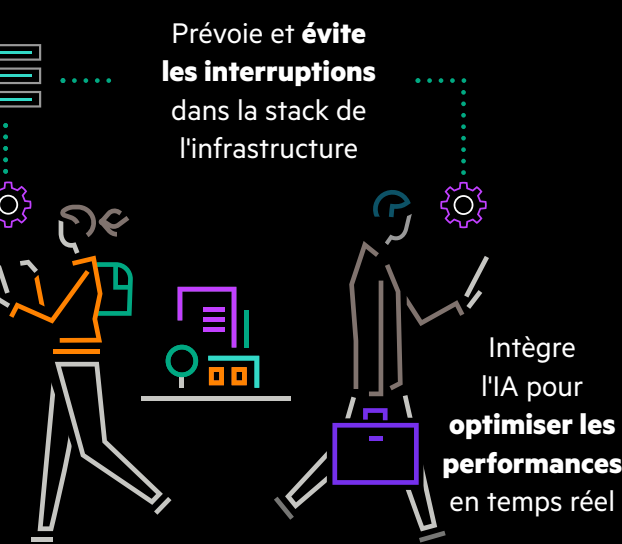 Prévoie et évite
les interruptions
dans la stack de
l'infrastructure
Intègre
l'IA pour
optimiser les
performances
en temps réel